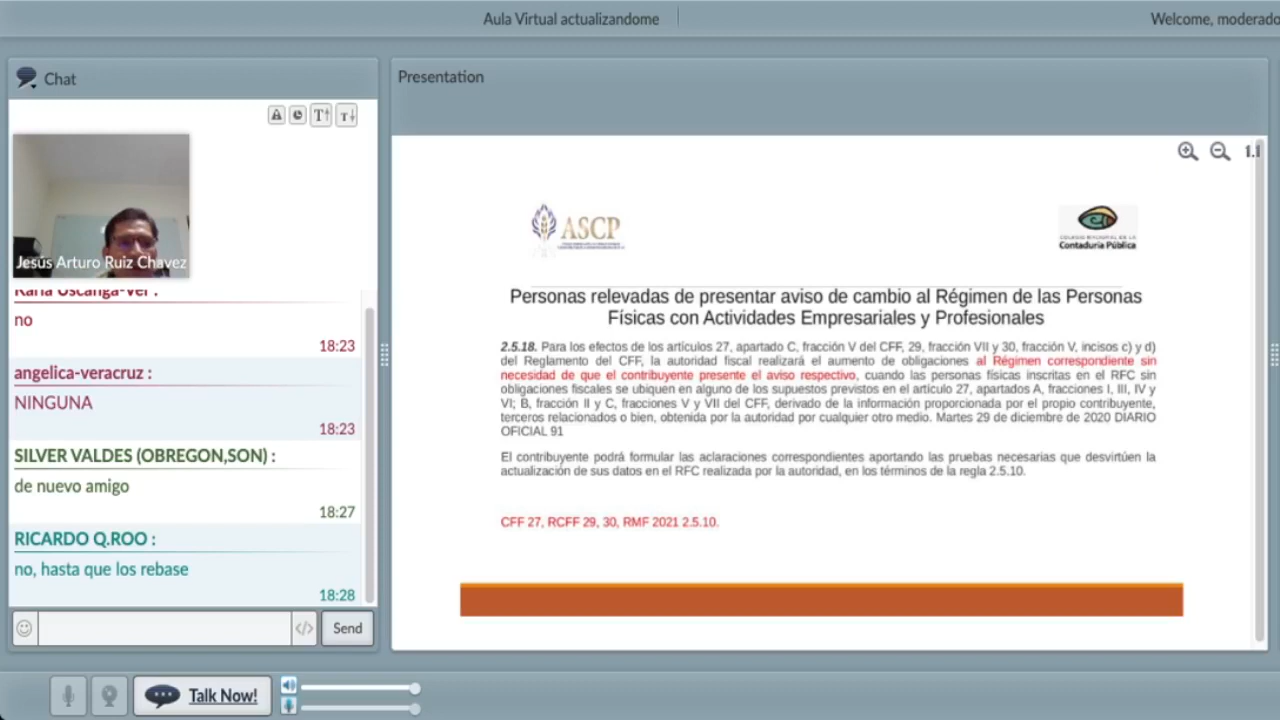 Aula Virtual actualizandome
Welcome, moderado
Chat
Jesús Arturo Ruiz Chavez
Karla Uscanga-Ver :
no
18:23
angelica-veracruz :
NINGUNA
18:23
SILVER VALDES (OBREGON,SON) :
de nuevo amigo
18:27
RICARDO Q.ROO :
no, hasta que los rebase
18:28
Send
Talk Now!
Presentation
ASCP
Contaduría Pública
Personas relevadas de presentar aviso de cambio al Régimen de las Personas
Físicas con Actividades Empresariales y Profesionales
2.5.18. Para los efectos de los artículos 27, apartado C, fracción V del CFF, 29, fracción VII y 30, fracción V, incisos c) y d)
del Reglamento del CFF, la autoridad fiscal realizará el aumento de obligaciones al Régimen correspondiente sin
necesidad de que el contribuyente presente el aviso respectivo, cuando las personas físicas inscritas en el RFC sin
obligaciones fiscales se ubiquen en alguno de los supuestos previstos en el artículo 27, apartados A, fracciones I, III, IV y
VI; B, fracción II y C, fracciones V y VII del CFF, derivado de la información proporcionada por el propio contribuyente,
terceros relacionados o bien, obtenida por la autoridad por cualquier otro medio. Martes 29 de diciembre de 2020 DIARIO
OFICIAL 91
El contribuyente podrá formular las aclaraciones correspondientes aportando las pruebas necesarias que desvirtúen la
actualización de sus datos en el RFC realizada por la autoridad, en los términos de la regla 2.5.10.
CFF 27, RCFF 29, 30, RMF 2021 2.5.10.